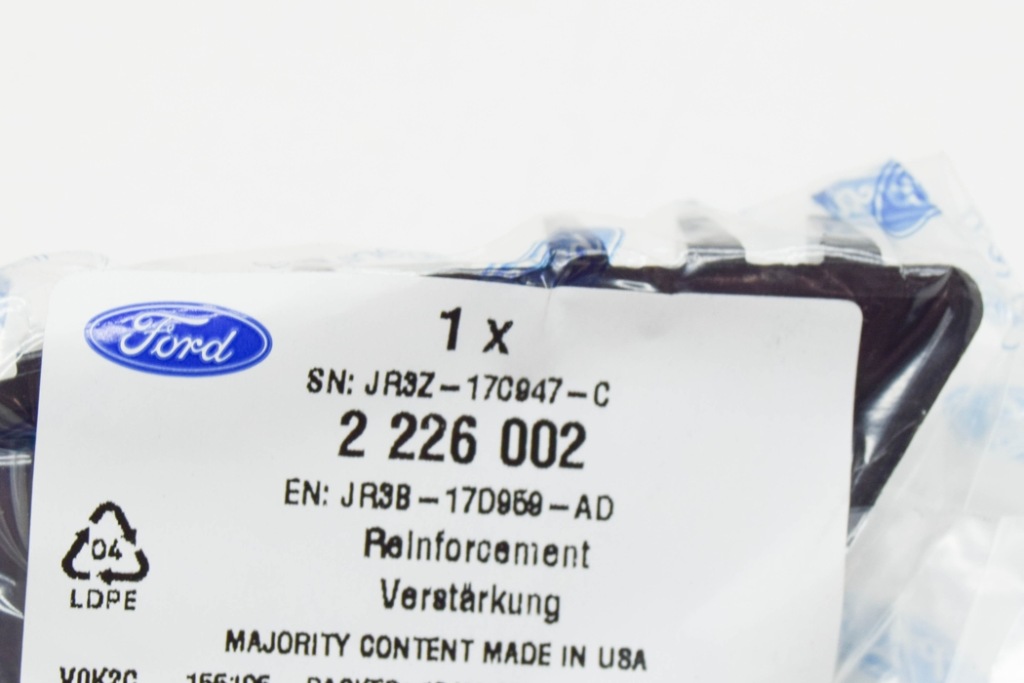 Ford
1 x
SN: JR3Z-17C947-C
2 226 002
EN: JR3B-17D959-AD
04
Reinforcement
LDPE
Verstärkung
MAJORITY CONTENT MADE IN USA